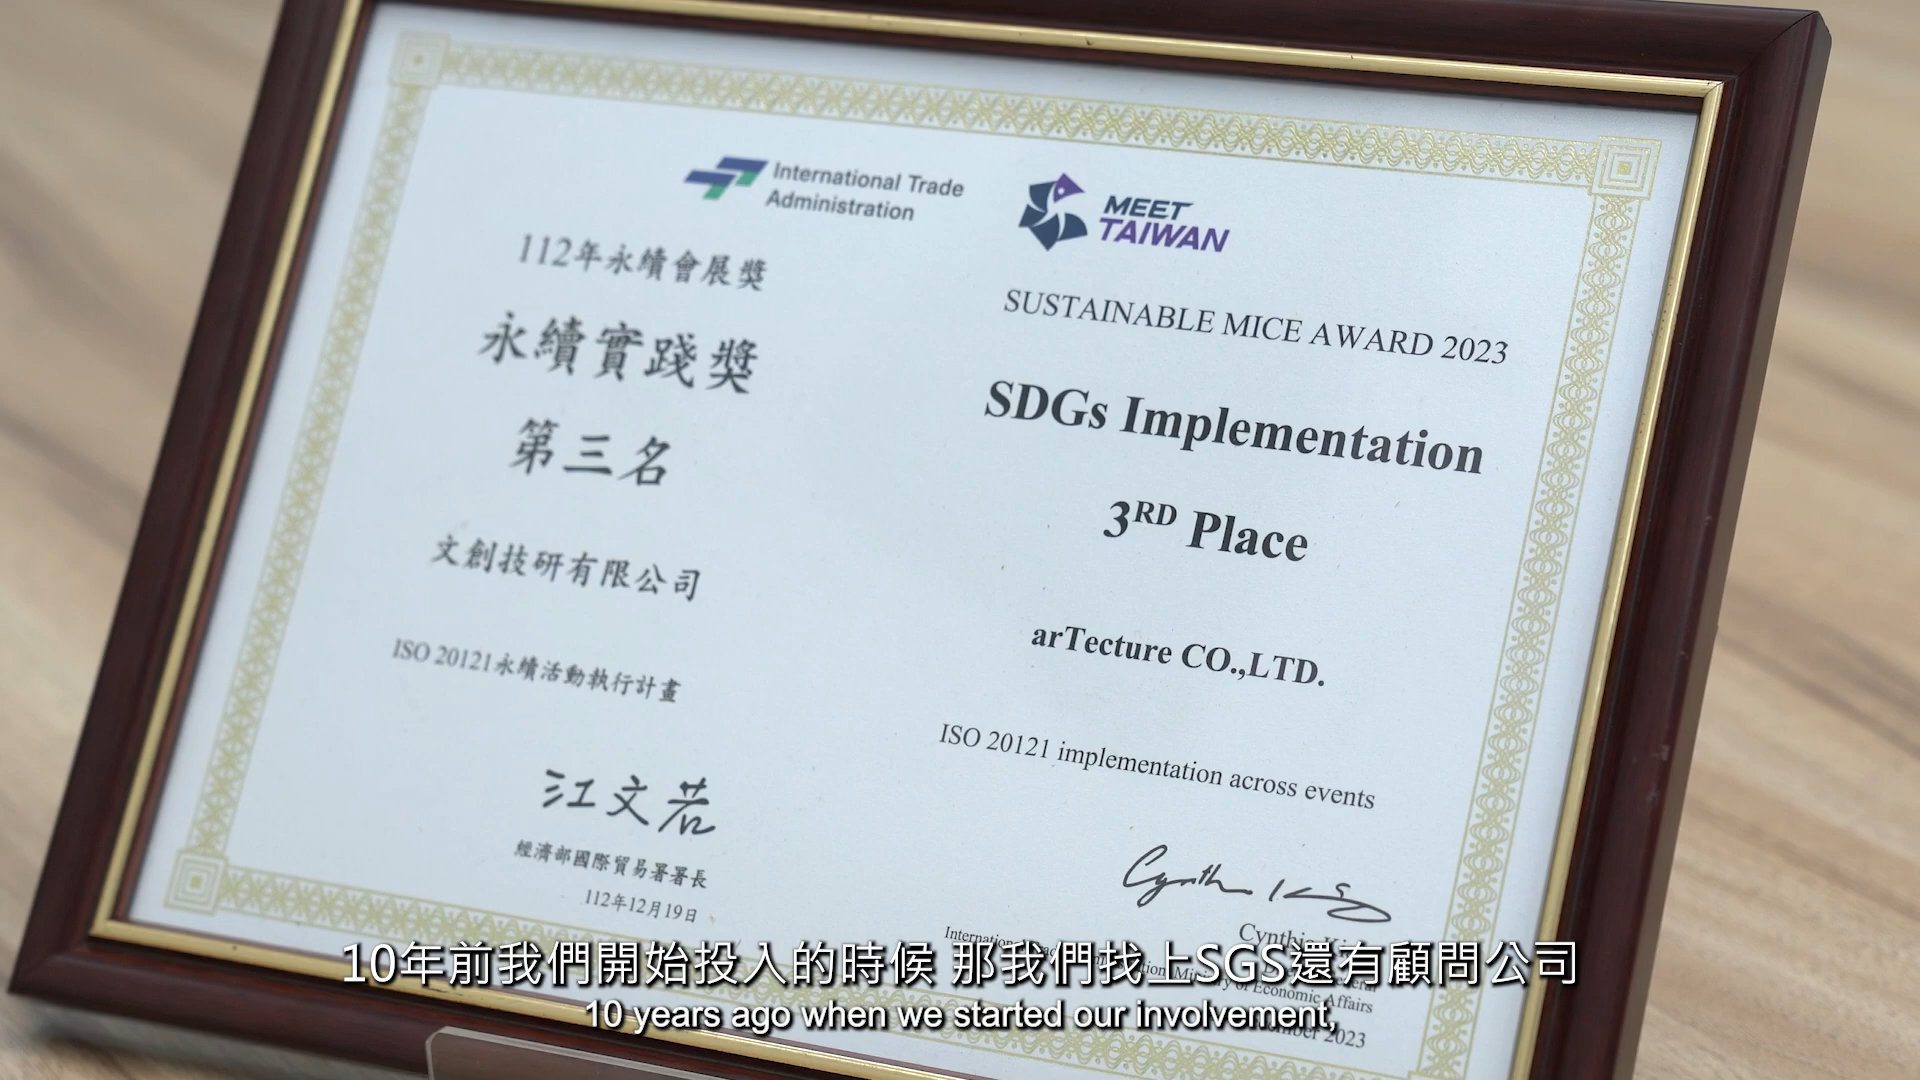 International Trade
Administration
MEET
TAIWAN
112年永續會展獎
永續實踐獎
第三名
文創技研有限公司
ISO 20121永續活動執行計畫
江文若
經濟部國際貿易署署長
112年12月19日
SUSTAINABLE MICE AWARD 2023
SDGs Implementation
3RD Place
arTecture CO.,LTD.
ISO 20121 implementation across events
Cynthia
International
of Economic Affairs
2023
10年前我們開始投入的時候 那我們找上SGS還有顧問公司
10 years ago when we started our involvement,